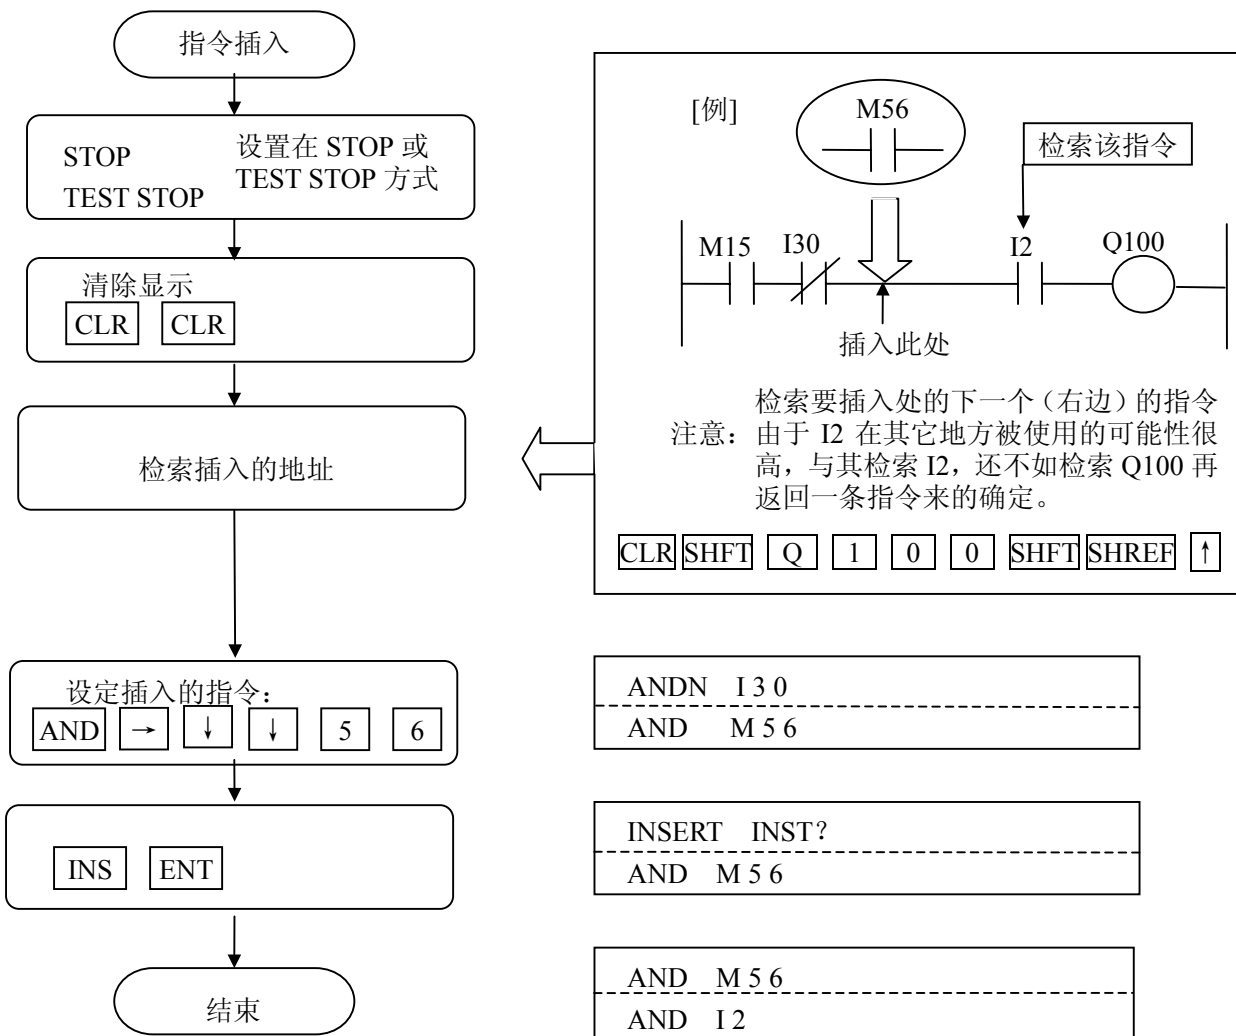 指令插入
STOP
TEST STOP
设置在 STOP 或
TEST STOP 方式
清除显示
CLR CLR
检索插入的地址
[例]
M56
检索该指令
M15 I30 I2 Q100
插入此处
检索要插入处的下一个（右边）的指令
注意：由于 I2 在其它地方被使用的可能性很
高，与其检索 I2，还不如检索 Q100 再
返回一条指令来的确定。
CLR SHFT Q 1 0 0 SHFT SHREF ↑
设定插入的指令：
AND → ↓ ↓ 5 6
ANDN I 3 0
AND M 5 6
INS ENT
INSERT INST？
AND M 5 6
结束
AND M 5 6
AND I 2